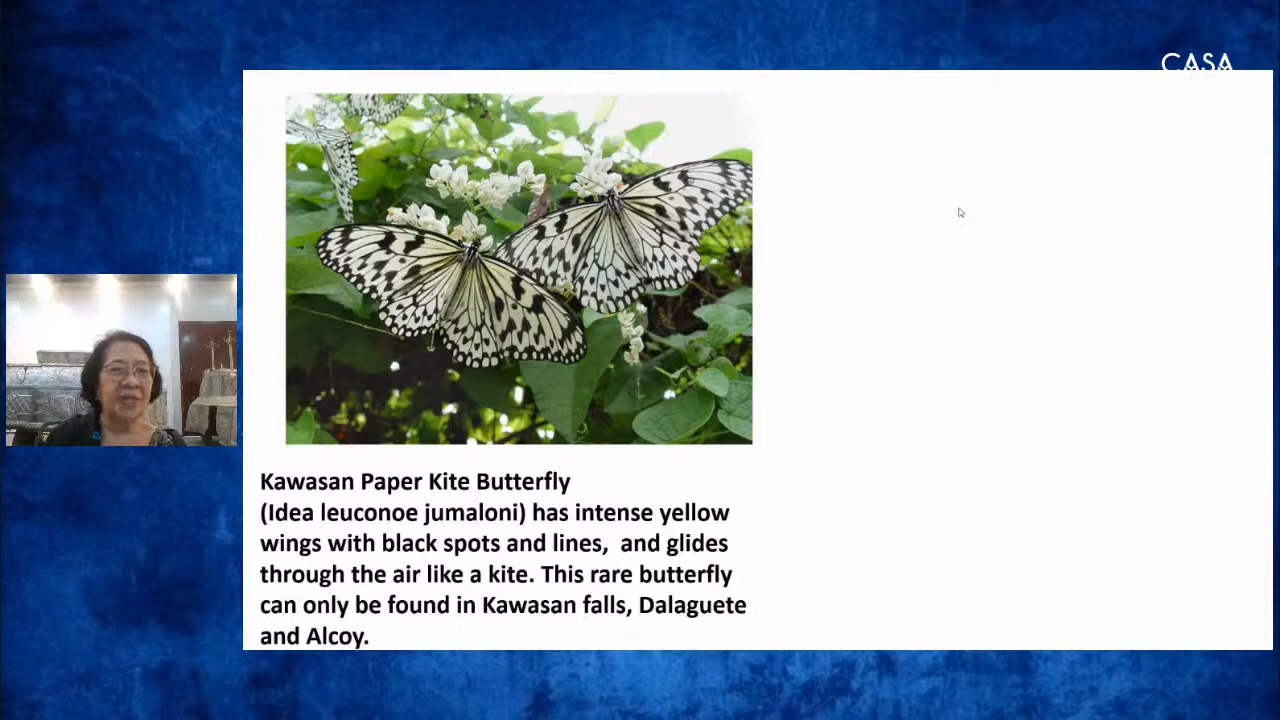 CASA
Kawasan Paper Kite Butterfly
(Idea leuconoe jumaloni) has intense yellow
wings with black spots and lines,  and glides
through the air like a kite. This rare butterfly
can only be found in Kawasan falls, Dalaguete
and Alcoy.